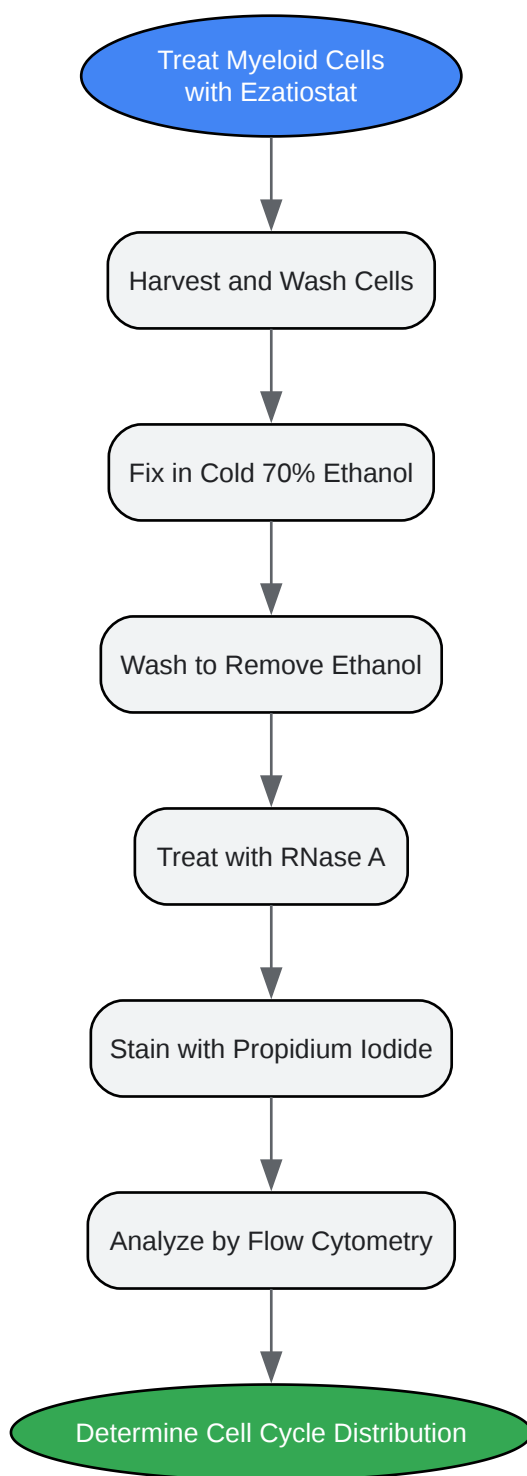 Treat Myeloid Cells
with Ezatiostat
Harvest and Wash Cells
Fix in Cold 70% Ethanol
Wash to Remove Ethanol
Treat with RNase A
Stain with Propidium Iodide
Analyze by Flow Cytometry
Determine Cell Cycle Distribution